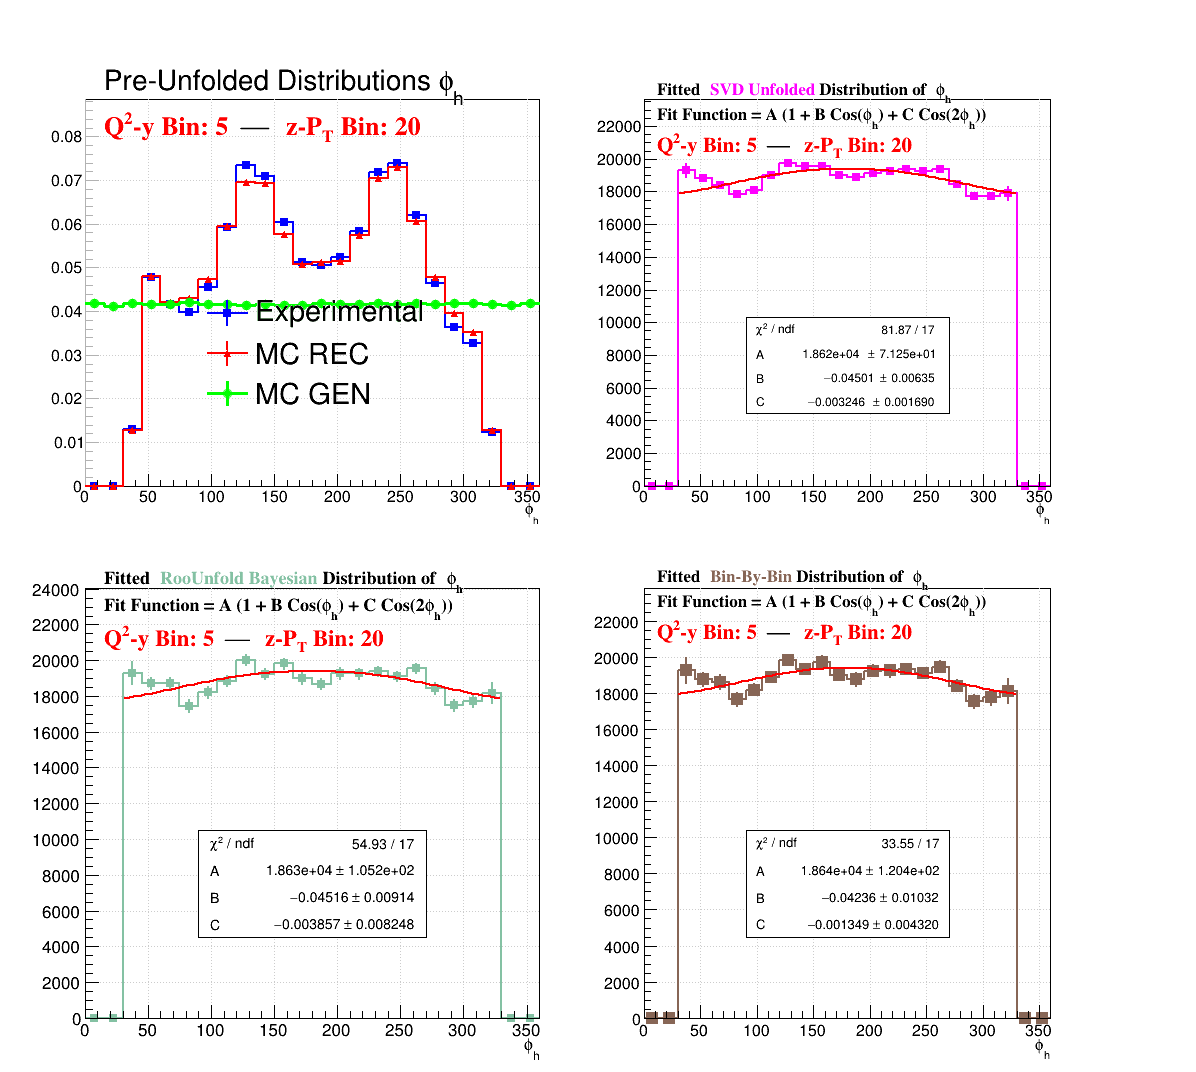 Pre-Unfolded Distributions ϕh
Q²-y Bin: 5 — z-PT Bin: 20
0.08
0.07
0.06
0.05
0.04
0.03
0.02
0.01
0
Experimental
MC REC
MC GEN
0 50 100 150 200 250 300 350
ϕh
Fitted SVD Unfolded Distribution of ϕh
Fit Function = A (1 + B Cos(ϕh) + C Cos(2ϕh))
Q²-y Bin: 5 — z-PT Bin: 20
22000
20000
18000
16000
14000
12000
10000
8000
6000
4000
2000
0
χ² / ndf 81.87 / 17
A 1.862e+04 ± 7.125e+01
B −0.04501 ± 0.00635
C −0.003246 ± 0.001690
0 50 100 150 200 250 300 350
ϕh
Fitted RooUnfold Bayesian Distribution of ϕh
Fit Function = A (1 + B Cos(ϕh) + C Cos(2ϕh))
Q²-y Bin: 5 — z-PT Bin: 20
24000
22000
20000
18000
16000
14000
12000
10000
8000
6000
4000
2000
0
χ² / ndf 54.93 / 17
A 1.863e+04 ± 1.052e+02
B −0.04516 ± 0.00914
C −0.003857 ± 0.008248
0 50 100 150 200 250 300 350
ϕh
Fitted Bin-By-Bin Distribution of ϕh
Fit Function = A (1 + B Cos(ϕh) + C Cos(2ϕh))
Q²-y Bin: 5 — z-PT Bin: 20
22000
20000
18000
16000
14000
12000
10000
8000
6000
4000
2000
0
χ² / ndf 33.55 / 17
A 1.864e+04 ± 1.204e+02
B −0.04236 ± 0.01032
C −0.001349 ± 0.004320
0 50 100 150 200 250 300 350
ϕh